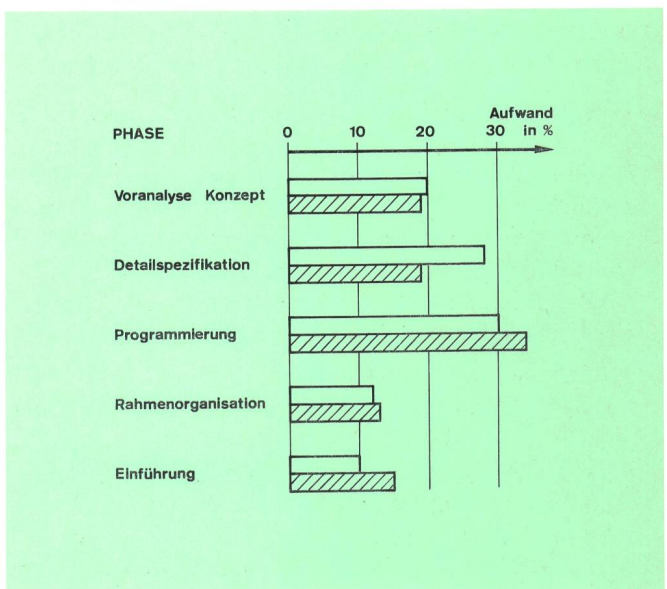 Aufwand
PHASE 0 10 20 30 in %
Voranalyse Konzept
Detailspezifikation
Programmierung
Rahmenorganisation
Einführung